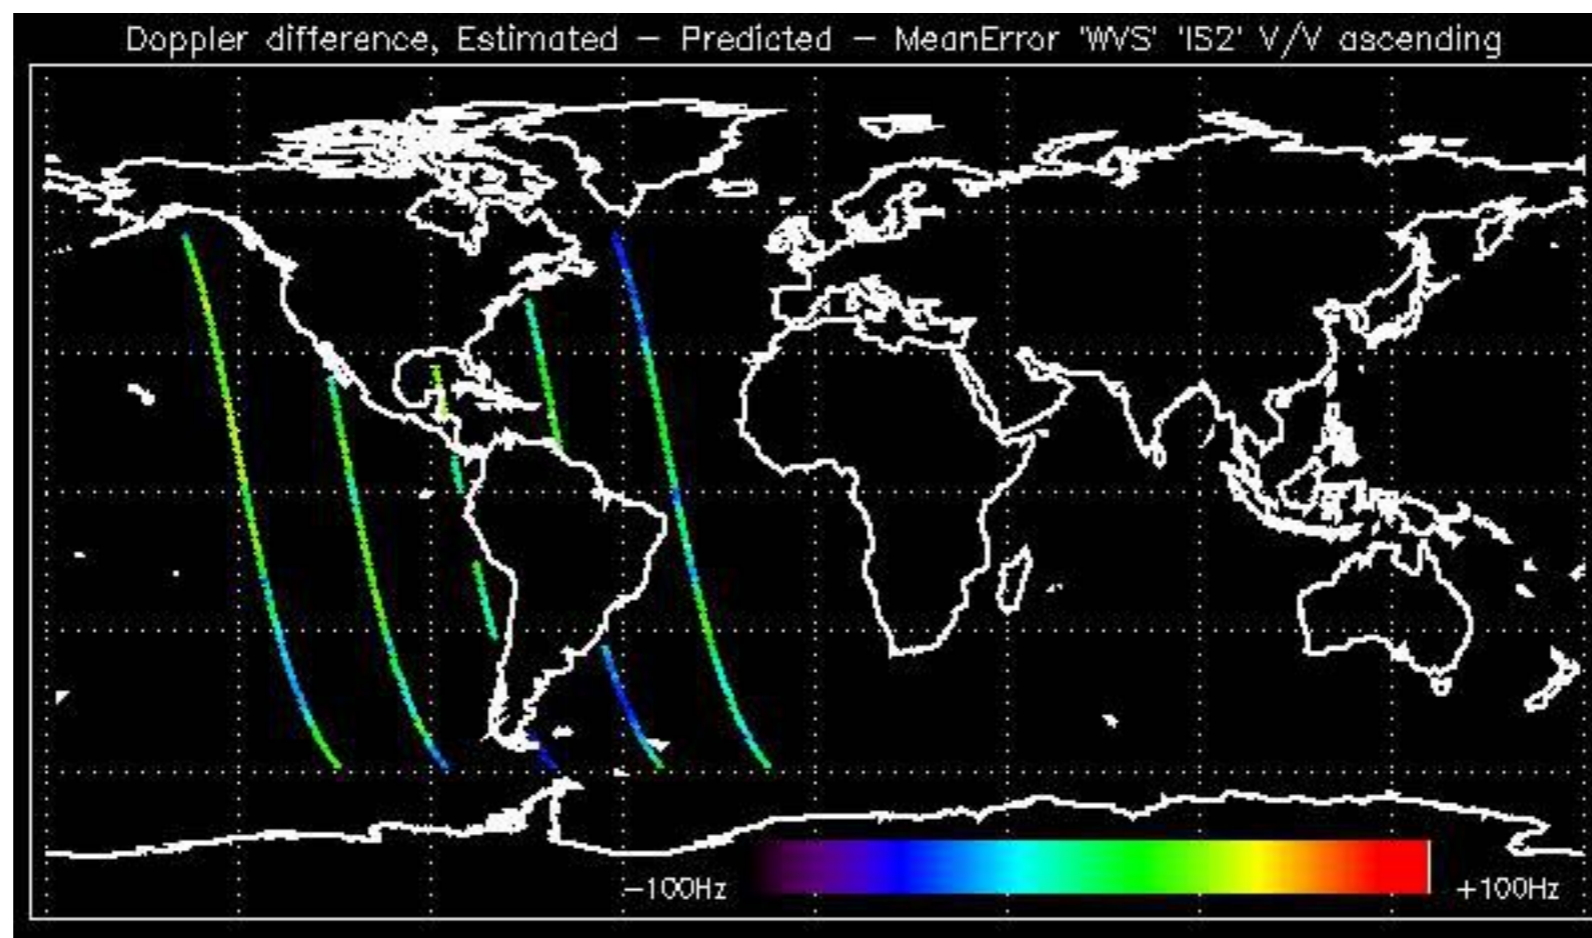 Doppler difference, Estimated – Predicted – MeanError 'WVS' 'IS2' V/V ascending
–100Hz +100Hz